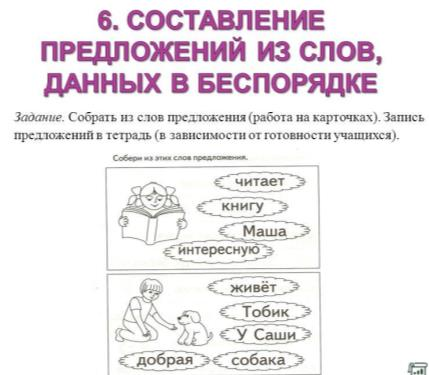 6. СОСТАВЛЕНИЕ
ПРЕДЛОЖЕНИЙ ИЗ СЛОВ,
ДАННЫХ В БЕСПОРЯДКЕ
Задание. Собрать из слов предложения (работа на карточках). Запись
предложений в тетрадь (в зависимости от готовности учащихся).
Собери из этих слов предложения.
читает
книгу
Маша
интересную
живёт
Тобик
У Саши
добрая собака